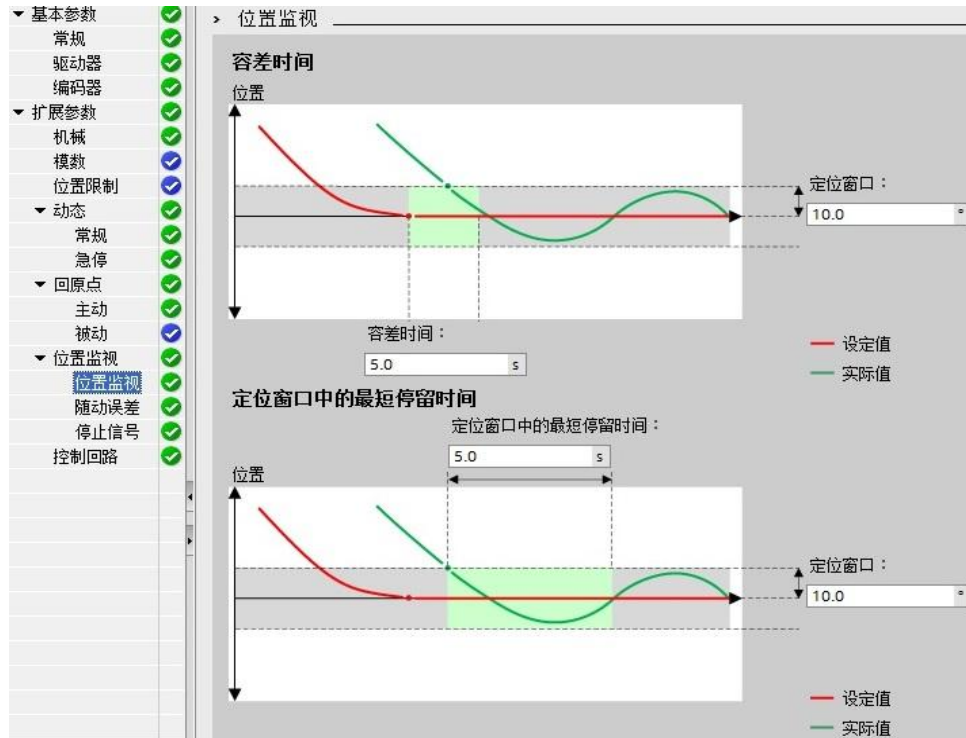 基本参数
常规
驱动器
编码器
扩展参数
机械
模数
位置限制
动态
常规
急停
回原点
主动
被动
位置监视
位置监视
随动误差
停止信号
控制回路
位置监视
容差时间
位置
定位窗口：
10.0 °
容差时间：
5.0 s
设定值
实际值
定位窗口中的最短停留时间
定位窗口中的最短停留时间：
5.0 s
位置
定位窗口：
10.0 °
设定值
实际值